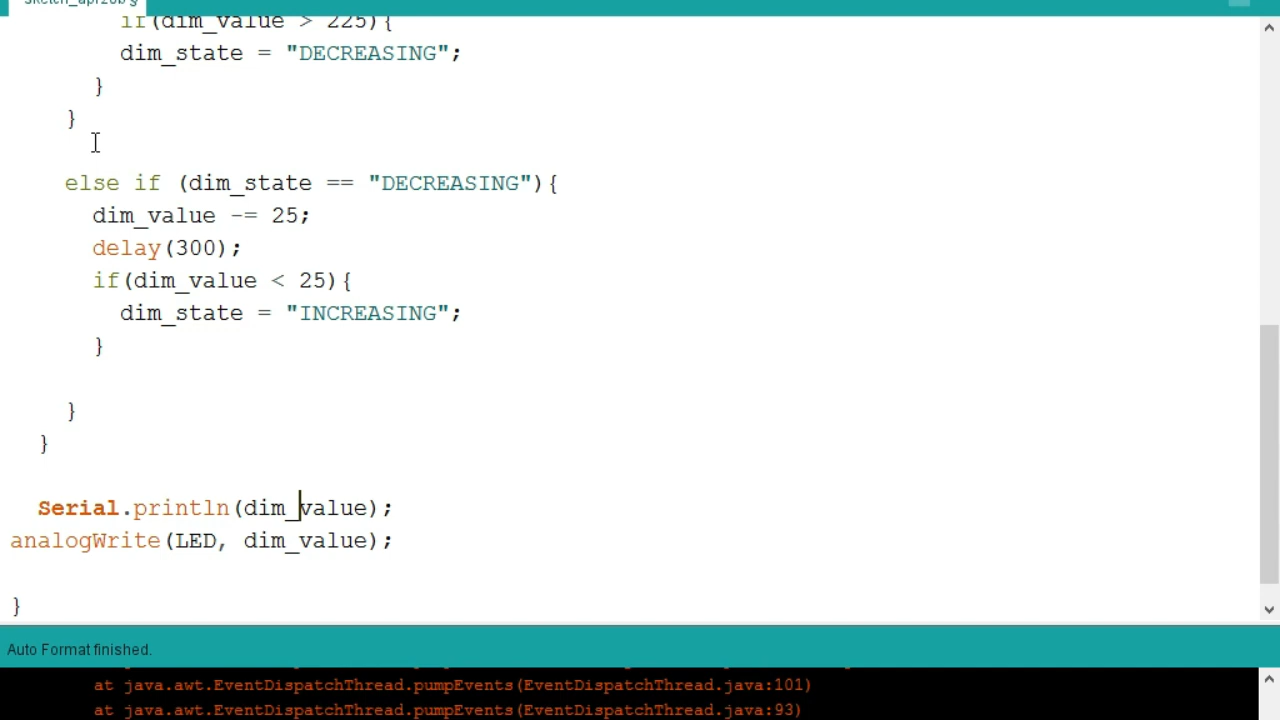 if(dim_value > 225){
dim_state = "DECREASING";
}
}
else if (dim_state == "DECREASING"){
dim_value -= 25;
delay(300);
if(dim_value < 25){
dim_state = "INCREASING";
}
}
}
Serial.println(dim_value);
analogWrite(LED, dim_value);
}
Auto Format finished.
at java.awt.EventDispatchThread.pumpEvents(EventDispatchThread.java:101)
at java.awt.EventDispatchThread.pumpEvents(EventDispatchThread.java:93)